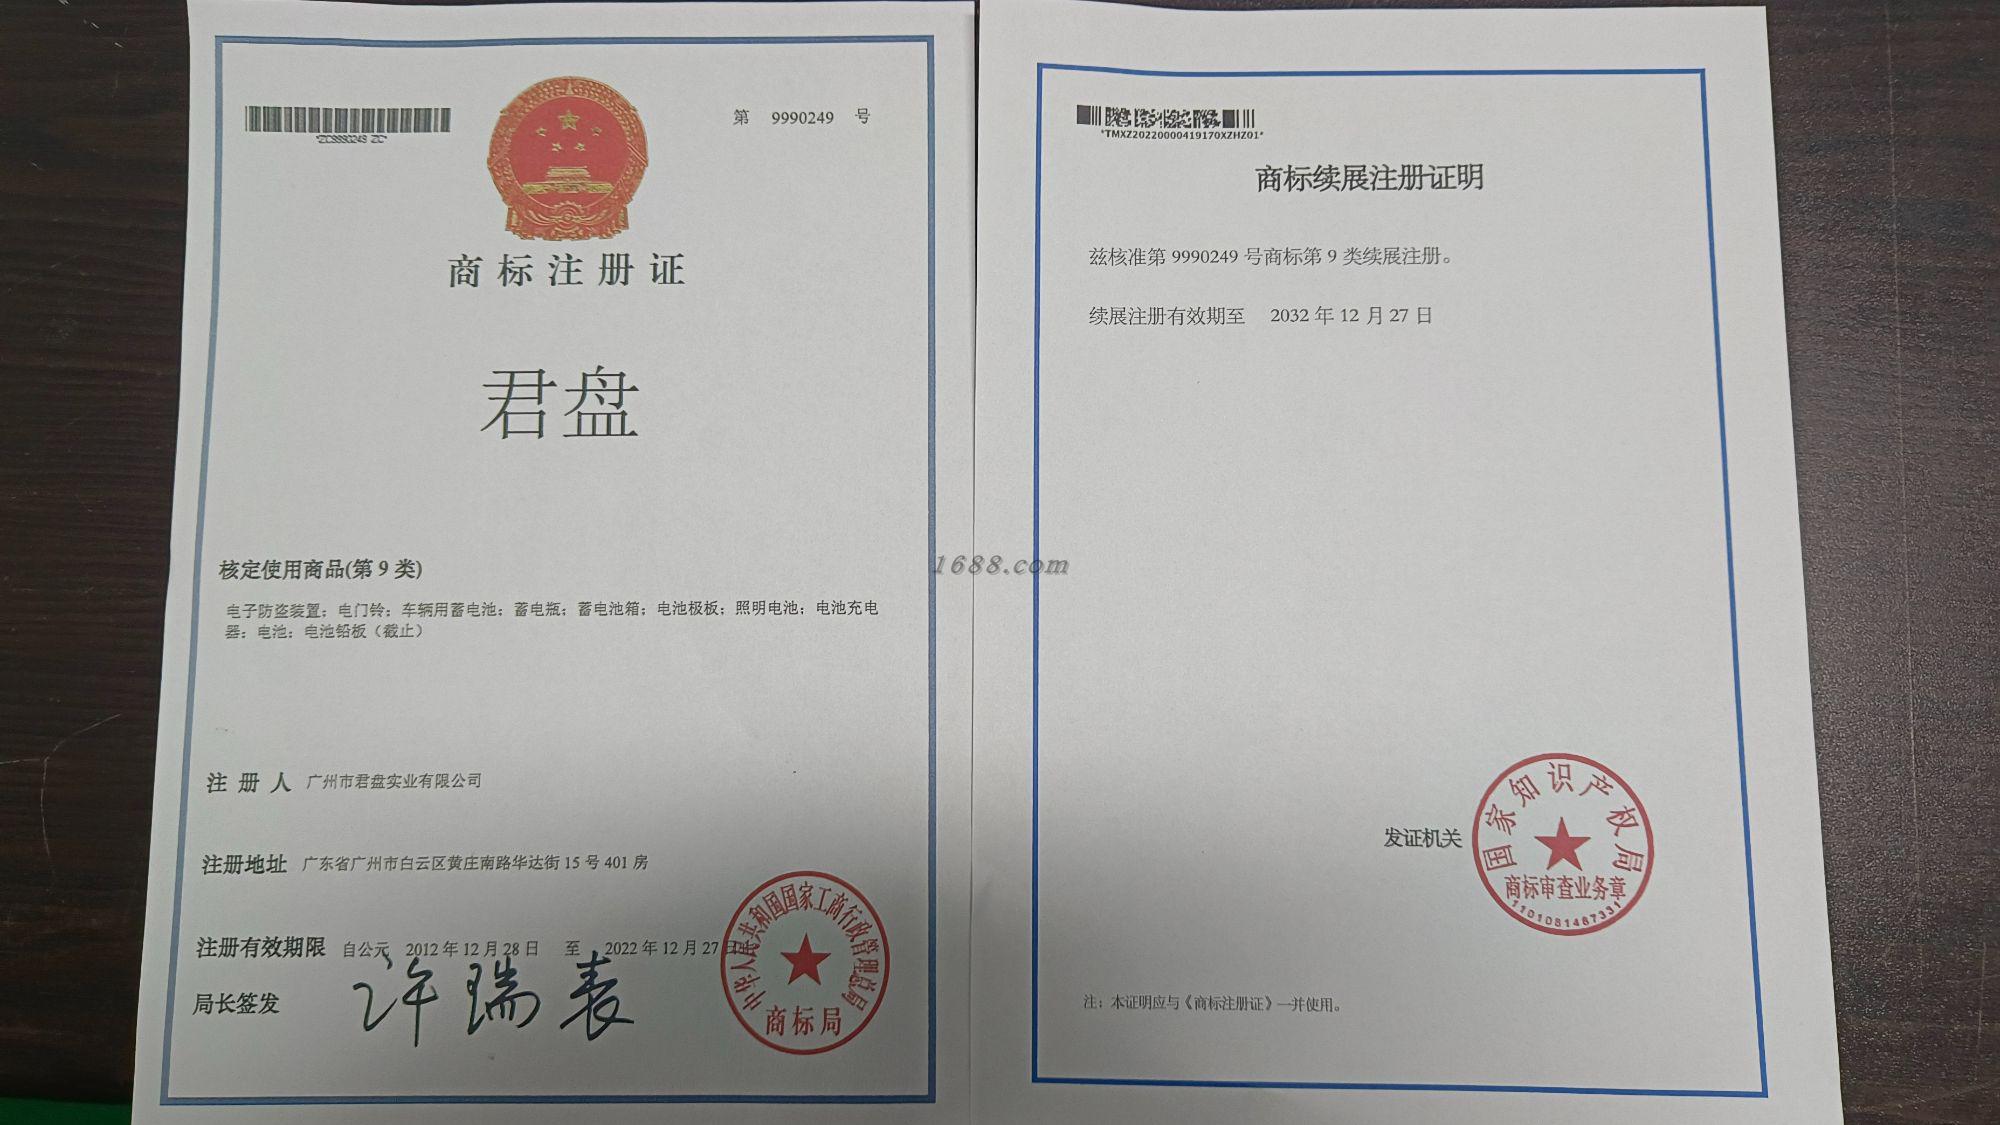 *ZC9990249 ZC*
第 9990249 号
商标注册证
君盘
核定使用商品(第 9 类)
电子防盗装置；电门铃；车辆用蓄电池；蓄电瓶；蓄电池箱；电池极板；照明电池；电池充电
器；电池；电池铅板（截止）
注册人 广州市君盘实业有限公司
注册地址 广东省广州市白云区黄庄南路华达街 15 号 401 房
注册有效期限 自公元 2012 年 12 月 28 日 至 2022 年 12 月 27 日
局长签发 许瑞表
中华人民共和国国家工商行政管理总局
商标局
1688.com
*TMXZ20220000419170XZHZ01*
商标续展注册证明
兹核准第 9990249 号商标第 9 类续展注册。
续展注册有效期至 2032 年 12 月 27 日
发证机关
国家知识产权局
商标审查业务章
1101081487331
注：本证明应与《商标注册证》一并使用。